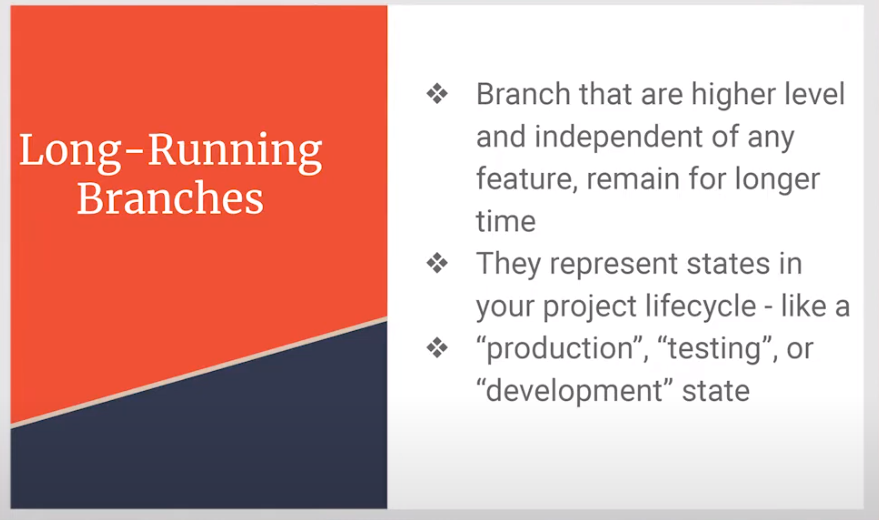 Long-Running
Branches
❖ Branch that are higher level
and independent of any
feature, remain for longer
time
❖ They represent states in
your project lifecycle - like a
❖ “production”, “testing”, or
“development” state